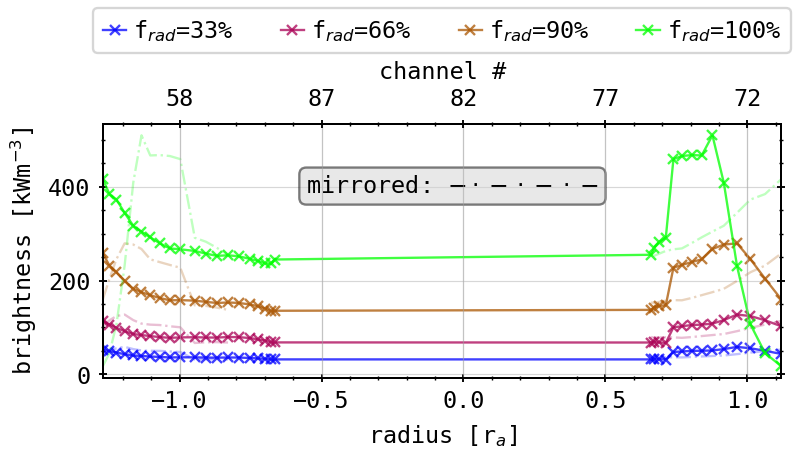 f_rad=33% f_rad=66% f_rad=90% f_rad=100%
channel #
58 87 82 77 72
mirrored:
brightness [kWm⁻³]
400
200
0
−1.0 −0.5 0.0 0.5 1.0
radius [r_a]